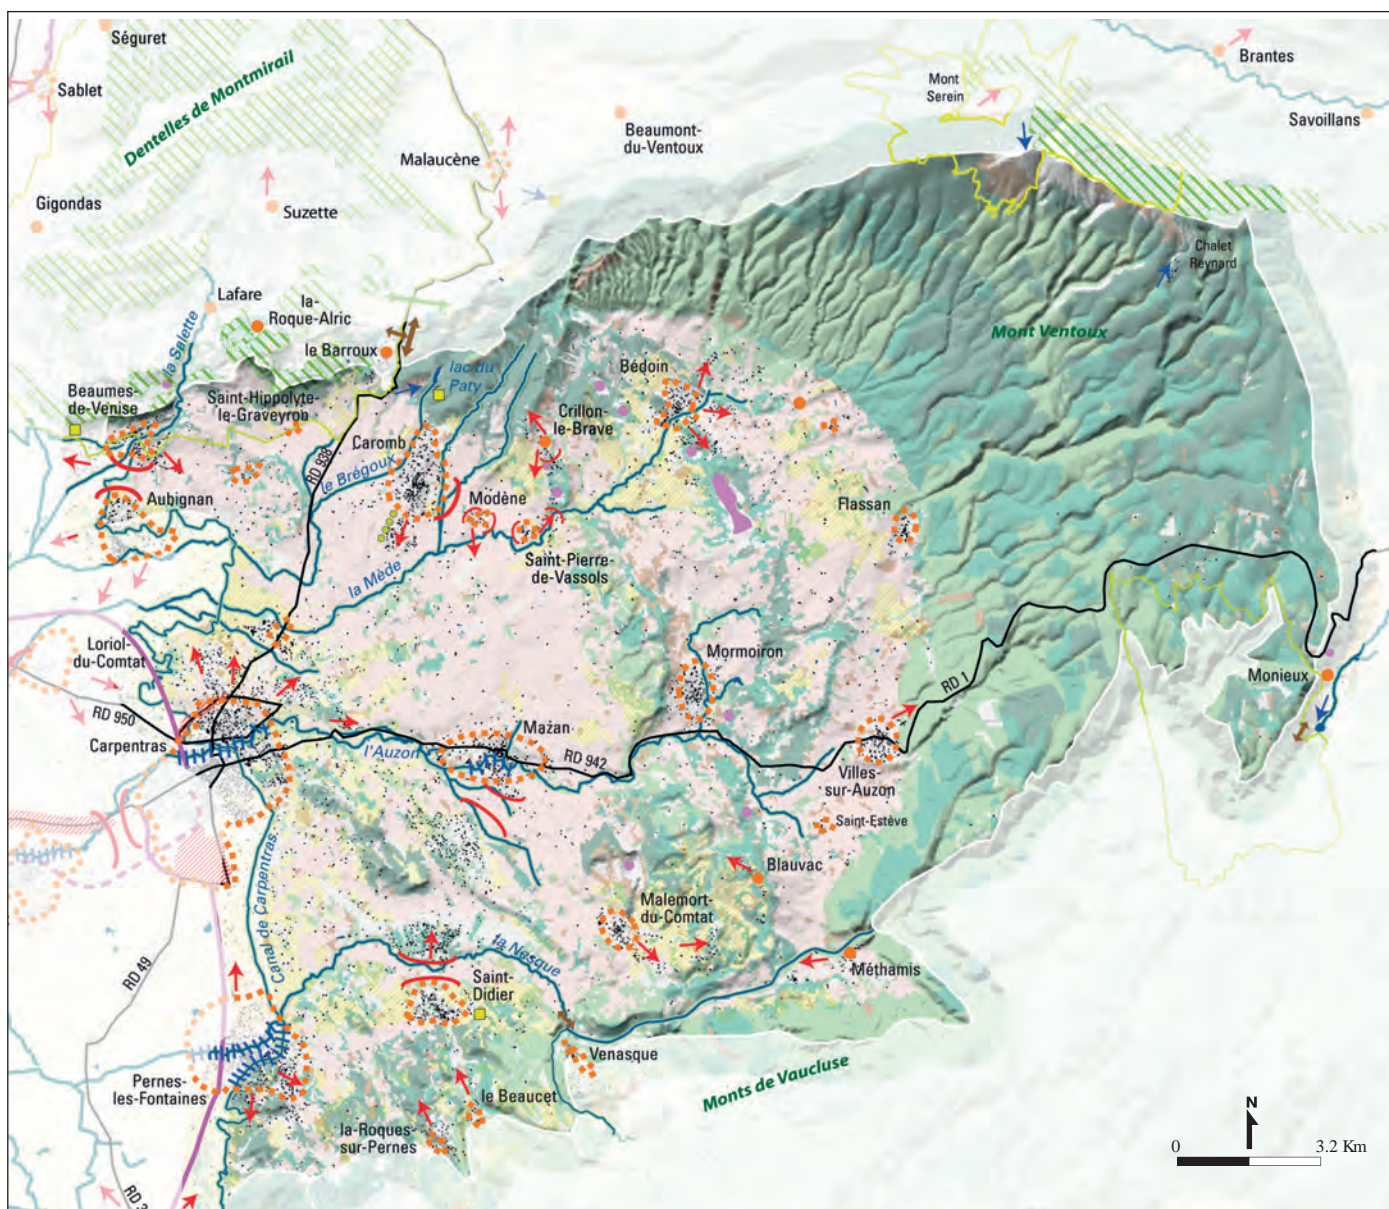 Séguret
Sablet
Dentelles de Montmirail
Gigondas
Suzette
Malaucène
Beaumont-
du-Ventoux
Mont
Serein
Brantes
Savoillans
Lafare
la-
Roque-Alric
le Barroux
la Salette
Beaumes-
de-Venise
Saint-Hippolyte-
le-Graveyron
lac du
Paty
Bédoin
Crillon-
le-Brave
Mont Ventoux
Chalet
Reynard
Caromb
le Brégoux
RD 938
Aubignan
Modène
Flassan
Saint-Pierre-
de-Vassols
la Mède
Loriol-
du-Comtat
RD 950
Carpentras
l'Auzon
Mazan
RD 942
Mormoiron
RD 1
Monieux
Villes-
sur-Auzon
Saint-Estève
Blauvac
Malemort-
du-Comtat
Canal de Carpentras
RD 49
la Nesque
Saint-
Didier
Méthamis
Venasque
Monts de Vaucluse
Pernes-
les-Fontaines
le Beaucet
la-Roques-
sur-Pernes
N
0 3.2 Km